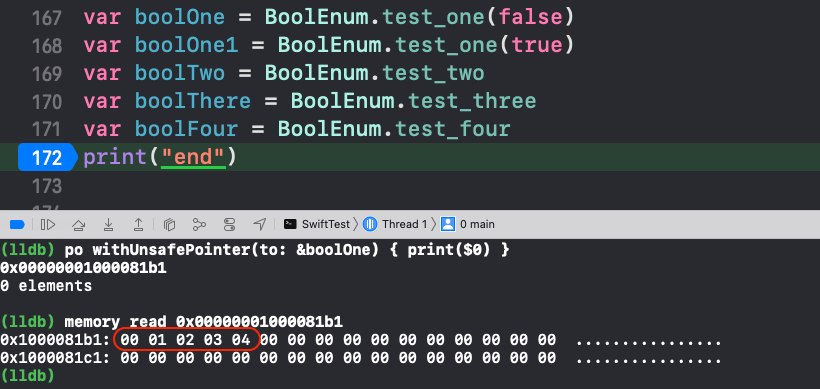 167 var boolOne = BoolEnum.test_one(false)
168 var boolOne1 = BoolEnum.test_one(true)
169 var boolTwo = BoolEnum.test_two
170 var boolThere = BoolEnum.test_three
171 var boolFour = BoolEnum.test_four
172 print("end")
173
SwiftTest Thread 1 0 main
(lldb) po withUnsafePointer(to: &boolOne) { print($0) }
0x00000001000081b1
0 elements
(lldb) memory read 0x00000001000081b1
0x1000081b1: 00 01 02 03 04 00 00 00 00 00 00 00 00 00 00 00 ................
0x1000081c1: 00 00 00 00 00 00 00 00 00 00 00 00 00 00 00 00 ................
(lldb)